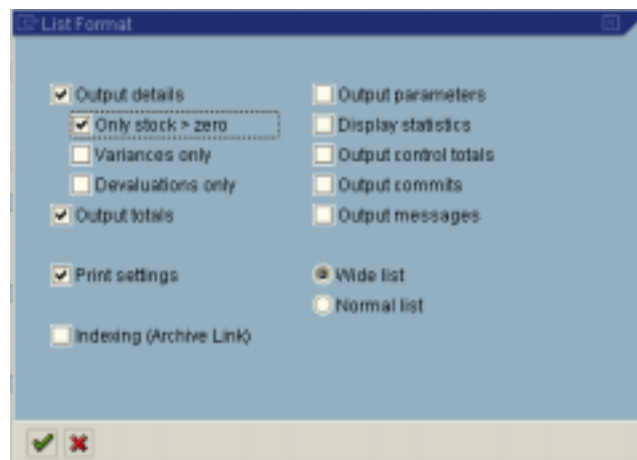 List Format
Output details
Only stock > zero
Variances only
Devaluations only
Output totals
Print settings
Indexing (Archive Link)
Output parameters
Display statistics
Output control totals
Output commits
Output messages
Wide list
Normal list